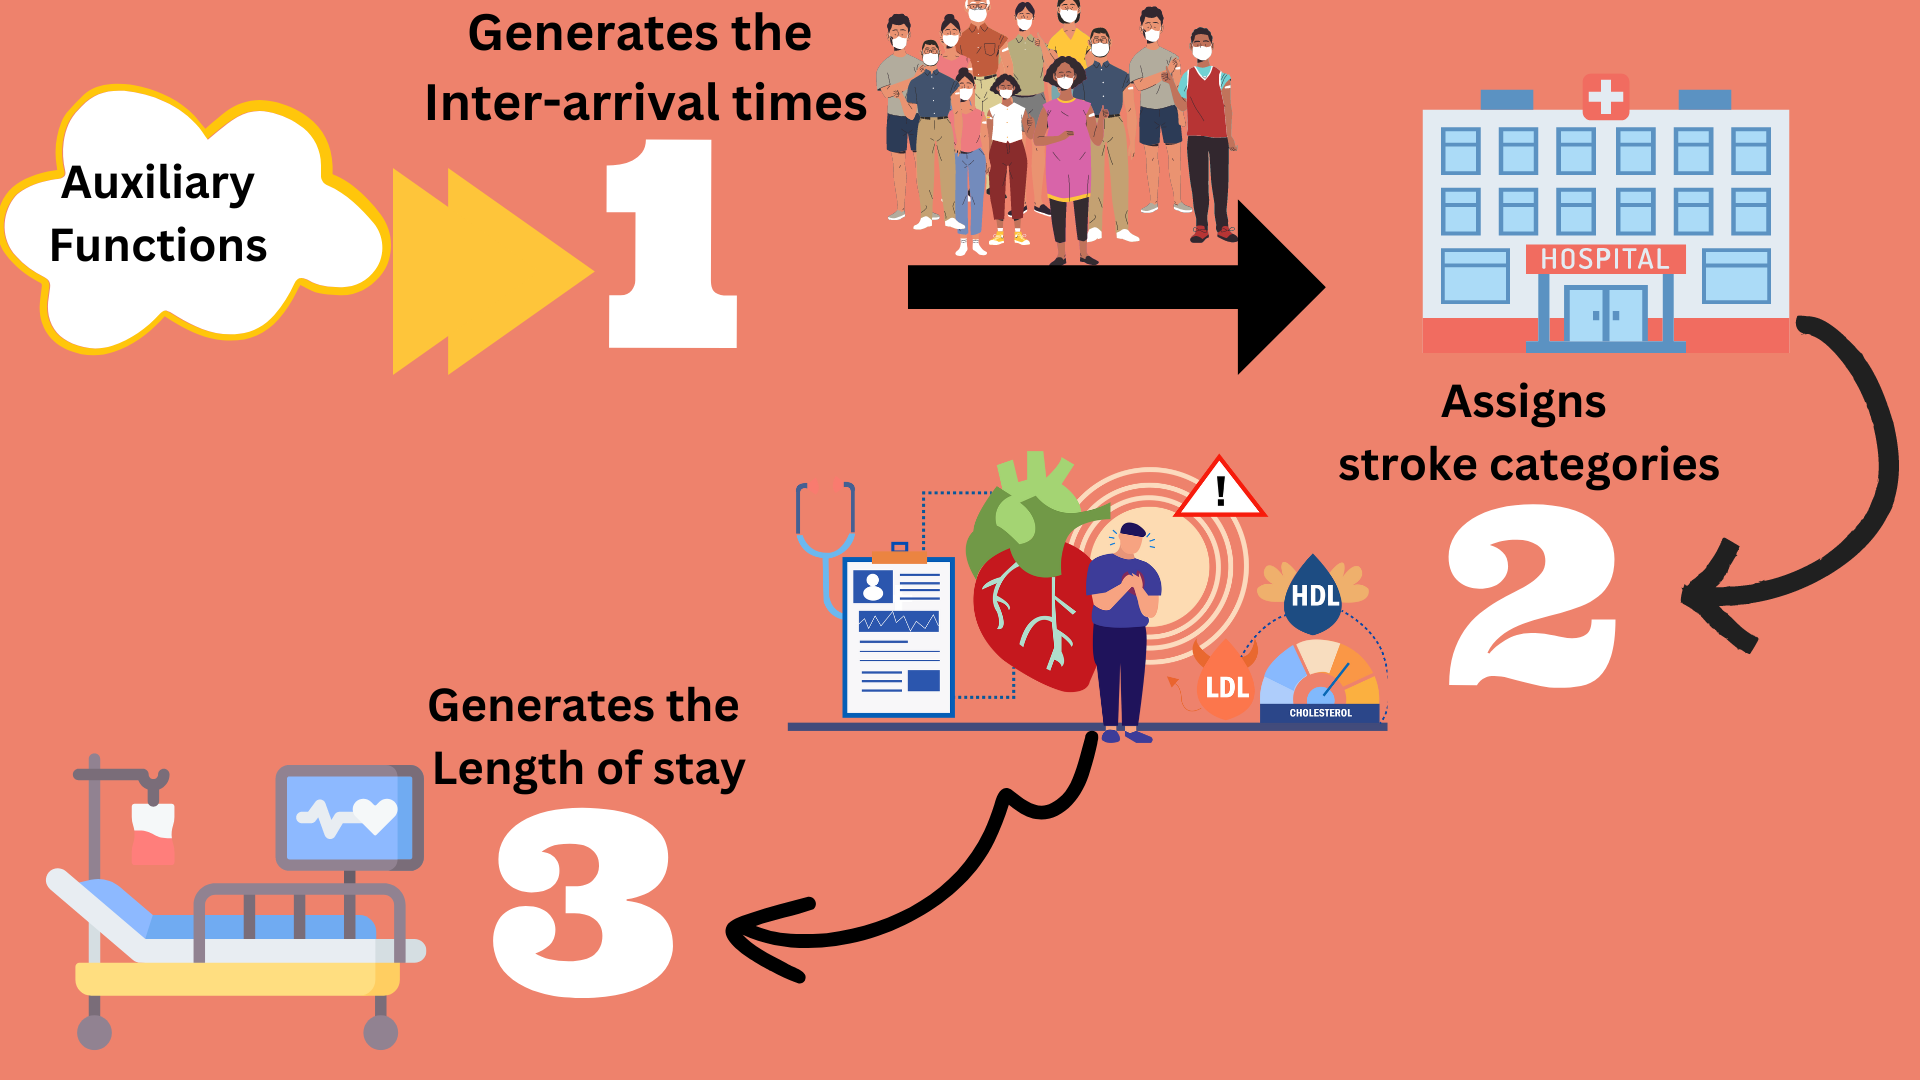 Auxiliary
Functions
Generates the
Inter-arrival times
1
HOSPITAL
Assigns
stroke categories
2
!
HDL
LDL
CHOLESTEROL
Generates the
Length of stay
3